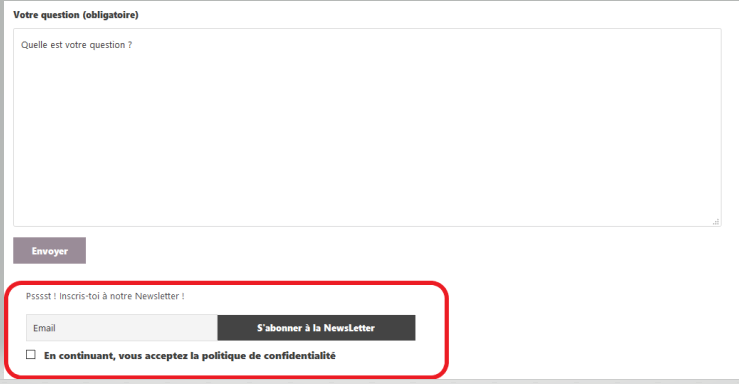 Votre question (obligatoire)
Quelle est votre question ?
Envoyer
Psssst ! Inscris-toi à notre Newsletter !
Email
S'abonner à la NewsLetter
En continuant, vous acceptez la politique de confidentialité